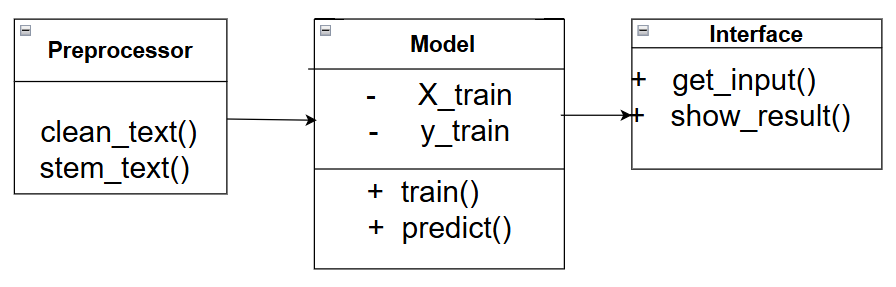 Preprocessor
clean_text()
stem_text()
Model
- X_train
- y_train
+ train()
+ predict()
Interface
+ get_input()
+ show_result()